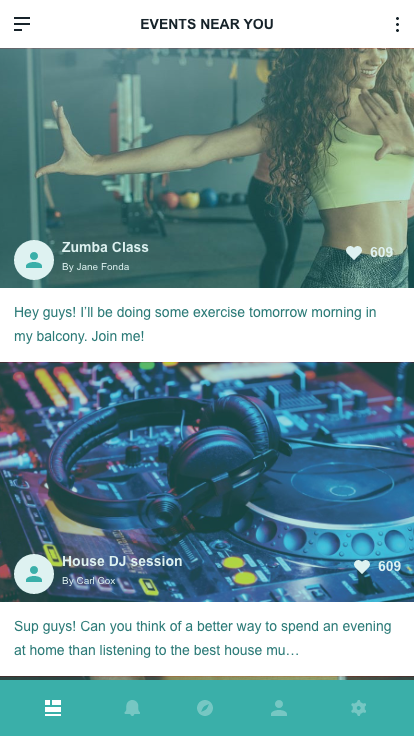 EVENTS NEAR YOU
Zumba Class
By Jane Fonda
609
Hey guys! I'll be doing some exercise tomorrow morning in
my balcony. Join me!
House DJ session
By Carl Cox
609
Sup guys! Can you think of a better way to spend an evening
at home than listening to the best house mu…